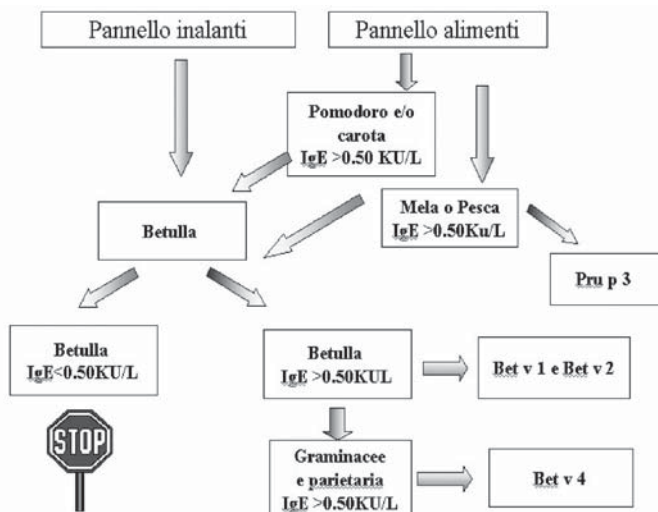 Pannello inalanti
Pannello alimenti
Pomodoro e/o
carota
IgE >0.50 KU/L
Mela o Pesca
IgE >0.50Ku/L
Betulla
Pru p 3
Betulla
IgE<0.50KU/L
Betulla
IgE >0.50KUL
Bet v 1 e Bet v 2
STOP
Graminacee
e parietaria
IgE >0.50KU/L
Bet v 4